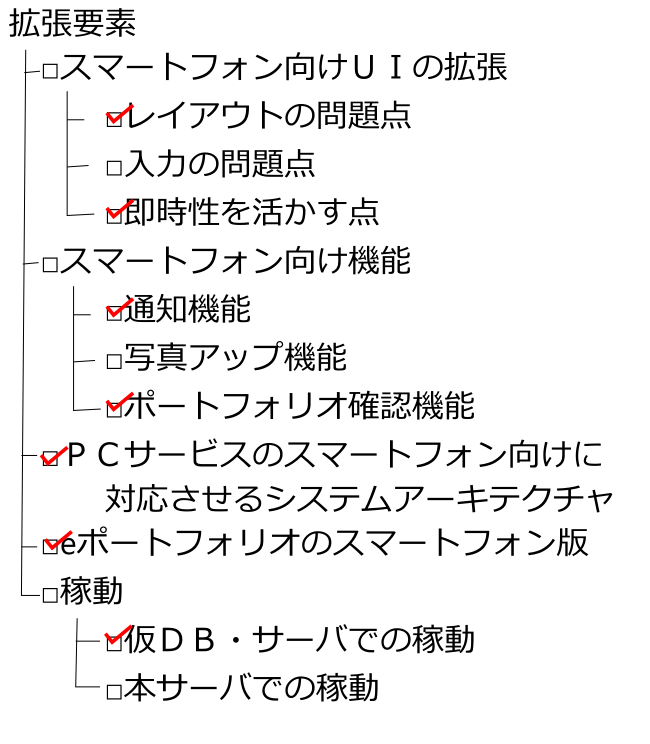 拡張要素
□スマートフォン向けＵＩの拡張
□レイアウトの問題点
□入力の問題点
□即時性を活かす点
□スマートフォン向け機能
□通知機能
□写真アップ機能
□ポートフォリオ確認機能
□ＰＣサービスのスマートフォン向けに
対応させるシステムアーキテクチャ
□eポートフォリオのスマートフォン版
□稼動
□仮ＤＢ・サーバでの稼動
□本サーバでの稼動